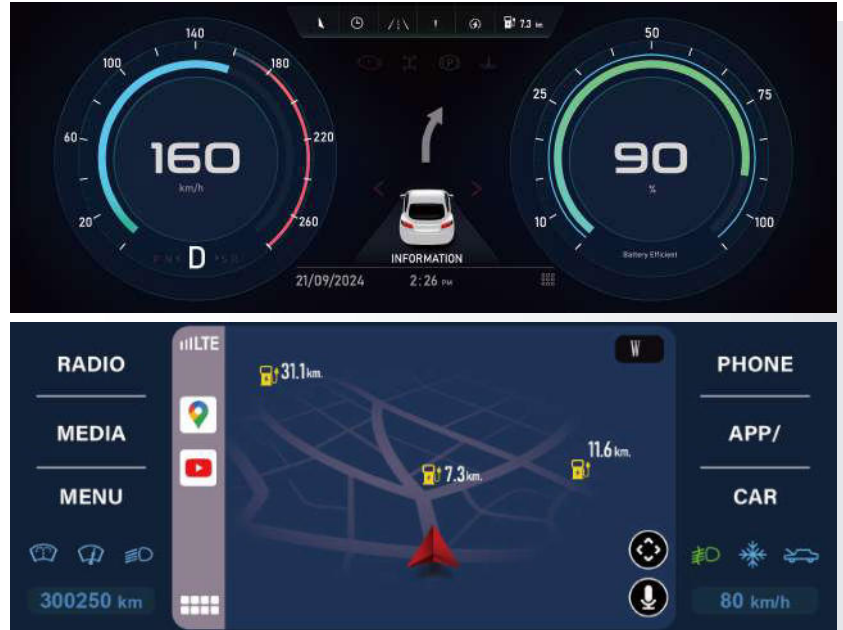 7.3 km
140
100
180
60
220
20
260
160
km/h
D
INFORMATION
21/09/2024
2:26 PM
50
25
75
10
100
90
%
Battery Efficient
RADIO
MEDIA
MENU
300250 km
LTE
31.1 km.
7.3 km.
11.6 km.
W
PHONE
APP/
CAR
80 km/h